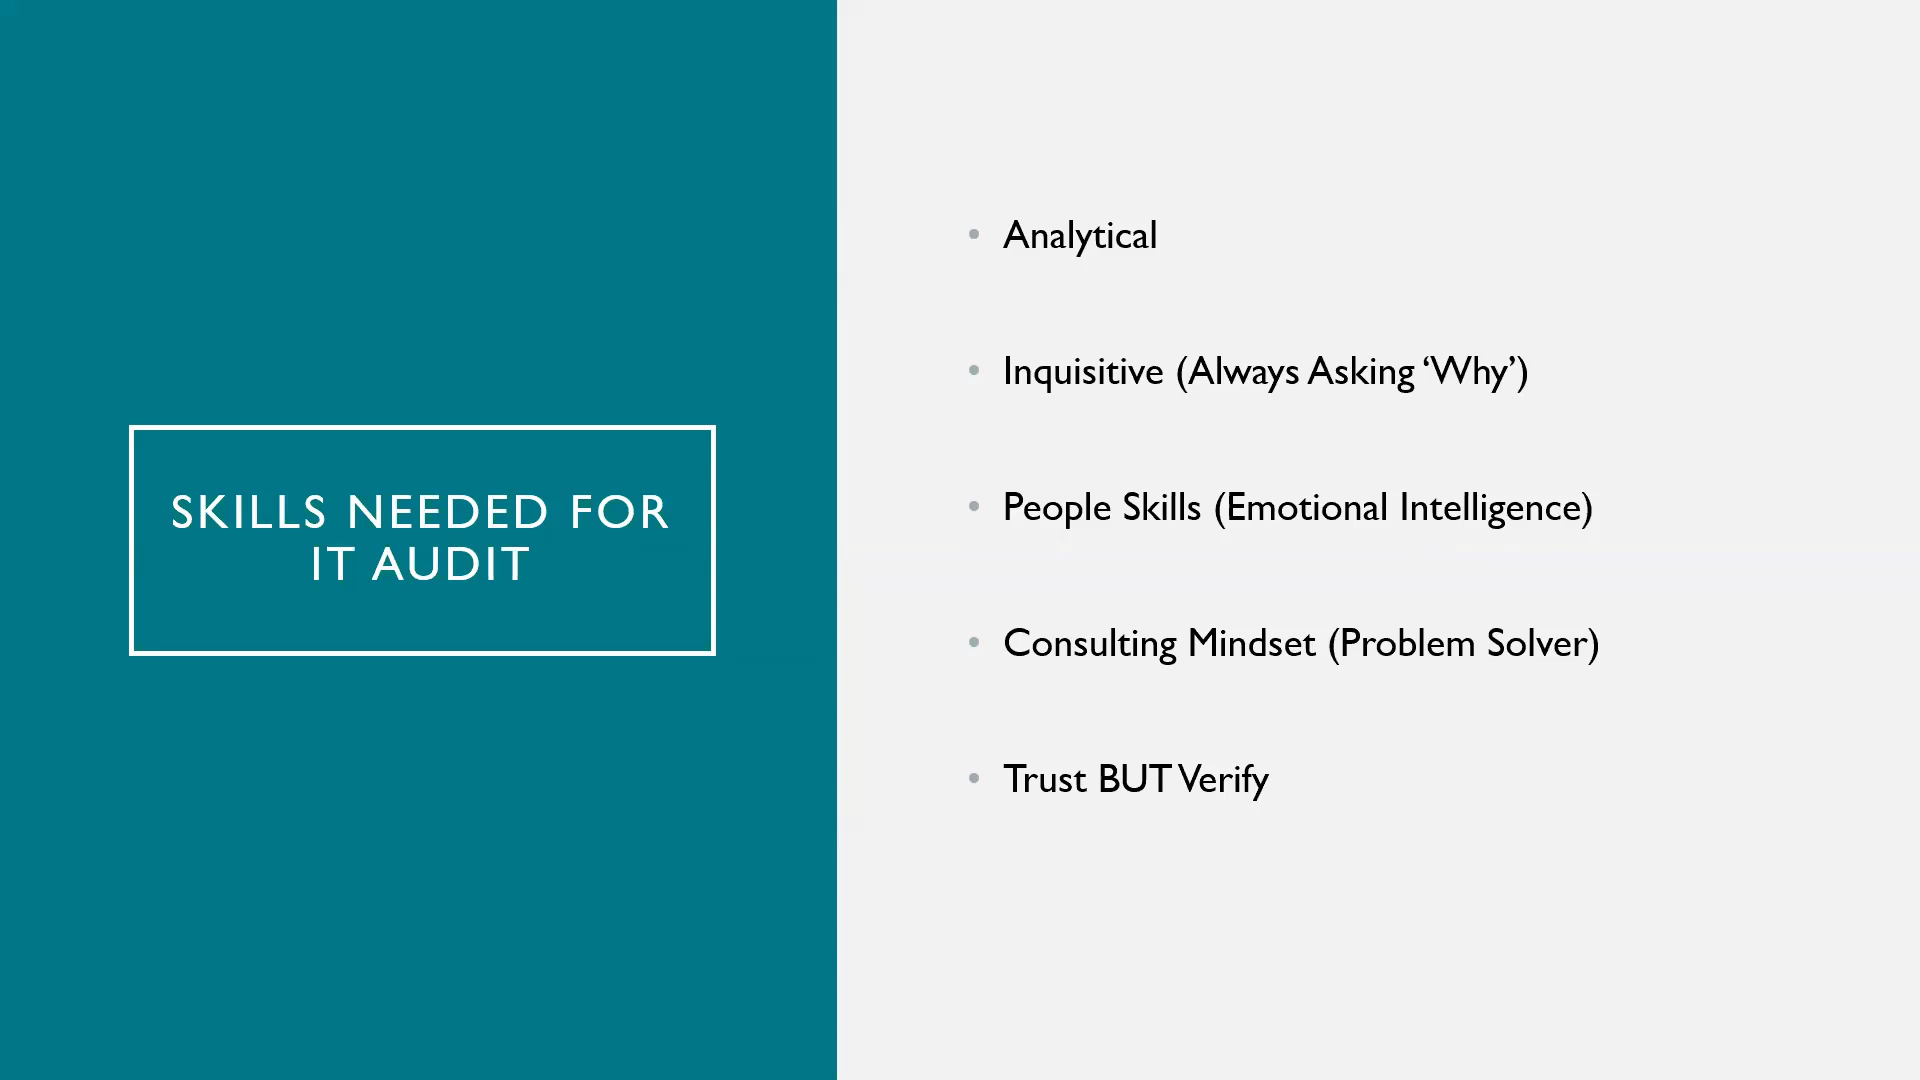 SKILLS NEEDED FOR
IT AUDIT
• Analytical
• Inquisitive (Always Asking ‘Why’)
• People Skills (Emotional Intelligence)
• Consulting Mindset (Problem Solver)
• Trust BUT Verify